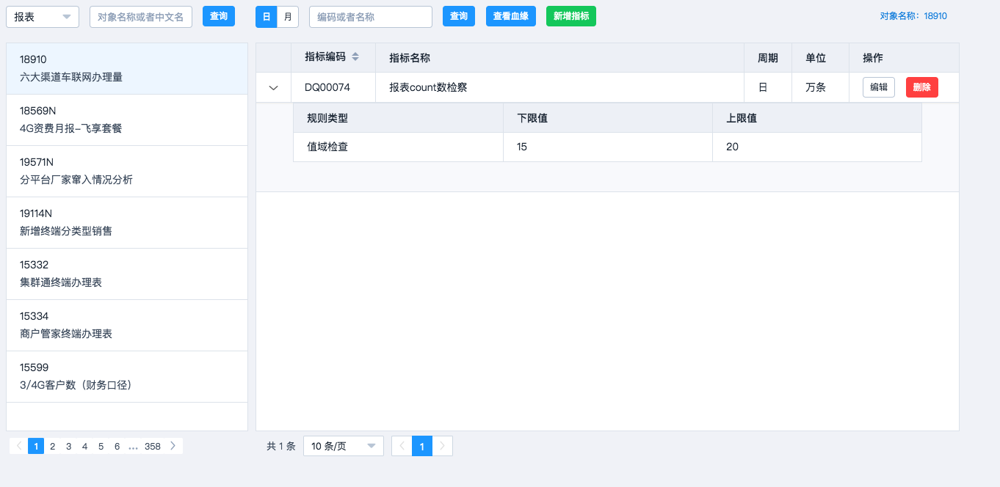 报表 对象名称或者中文名 查询 日 月 编码或者名称 查询 查看血缘 新增指标 对象名称：18910
18910
六大渠道车联网办理量
18569N
4G资费月报–飞享套餐
19571N
分平台厂家窜入情况分析
19114N
新增终端分类型销售
15332
集群通终端办理表
15334
商户管家终端办理表
15599
3/4G客户数（财务口径）
1 2 3 4 5 6 ... 358
指标编码 指标名称 周期 单位 操作
DQ00074 报表count数检察 日 万条 编辑 删除
规则类型 下限值 上限值
值域检查 15 20
共 1 条 10 条/页 1